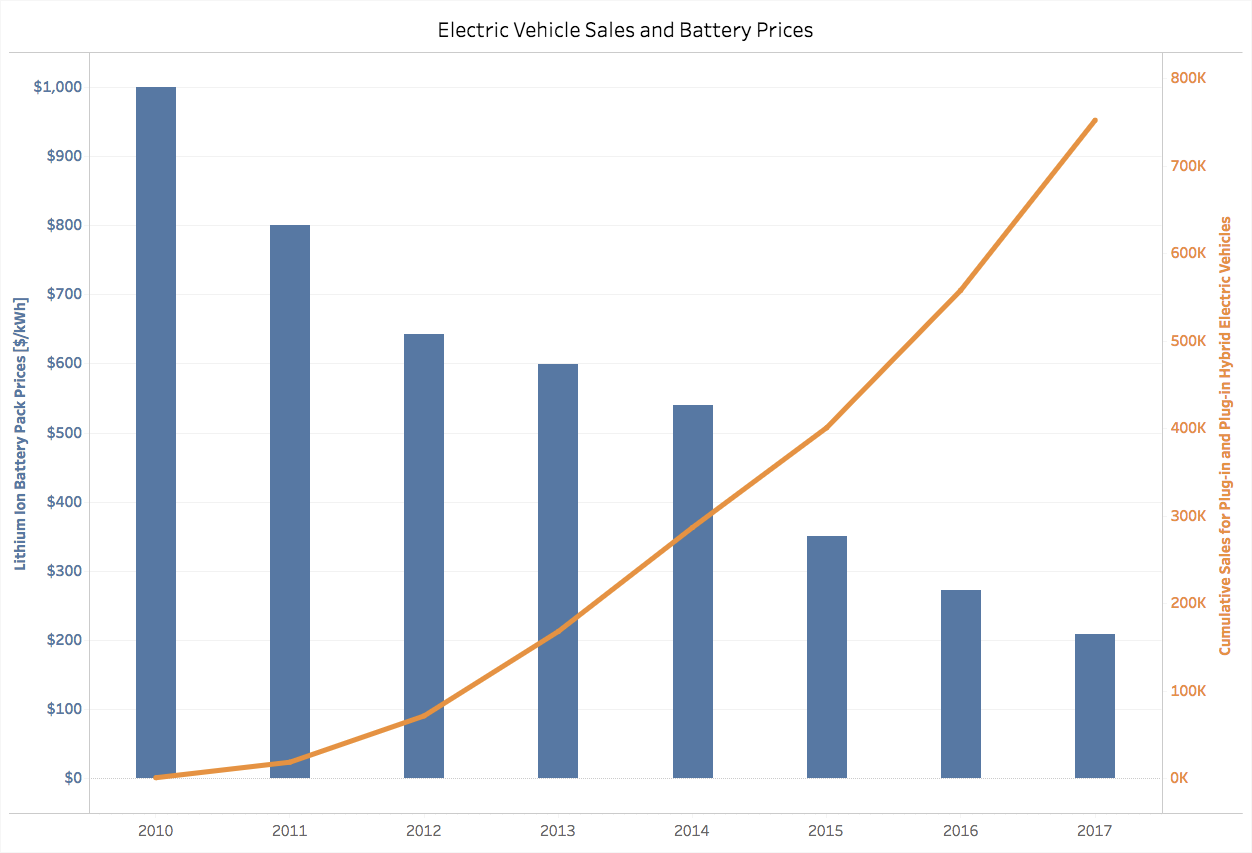 Electric Vehicle Sales and Battery Prices
Lithium Ion Battery Pack Prices [$/kWh]
$1,000
$900
$800
$700
$600
$500
$400
$300
$200
$100
$0
800K
700K
600K
500K
400K
300K
200K
100K
0K
Cumulative Sales for Plug-in and Plug-in Hybrid Electric Vehicles
2010 2011 2012 2013 2014 2015 2016 2017